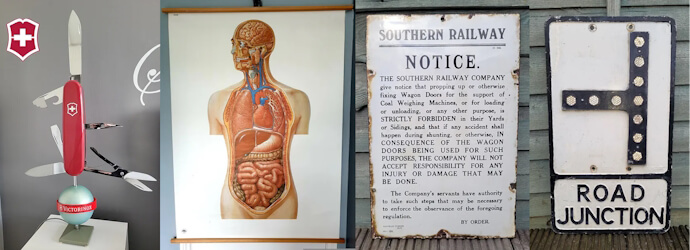 VICTORINOX
SOUTHERN RAILWAY
NOTICE.
THE SOUTHERN RAILWAY COMPANY
give notice that propping up or otherwise
fixing Wagon Doors for the support of
Coal Weighing Machines, or for loading
or unloading, or any other purpose, is
STRICTLY FORBIDDEN in their Yards
or Sidings, and that if any accident shall
happen during shunting, or otherwise, IN
CONSEQUENCE OF THE WAGON
DOORS BEING USED FOR SUCH
PURPOSES, THE COMPANY WILL NOT
ACCEPT RESPONSIBILITY FOR ANY
INJURY OR DAMAGE THAT MAY
BE DONE.
The Company's servants have authority
to take such steps that may be necessary
to enforce the observance of the foregoing
regulation.
BY ORDER.
ROAD
JUNCTION